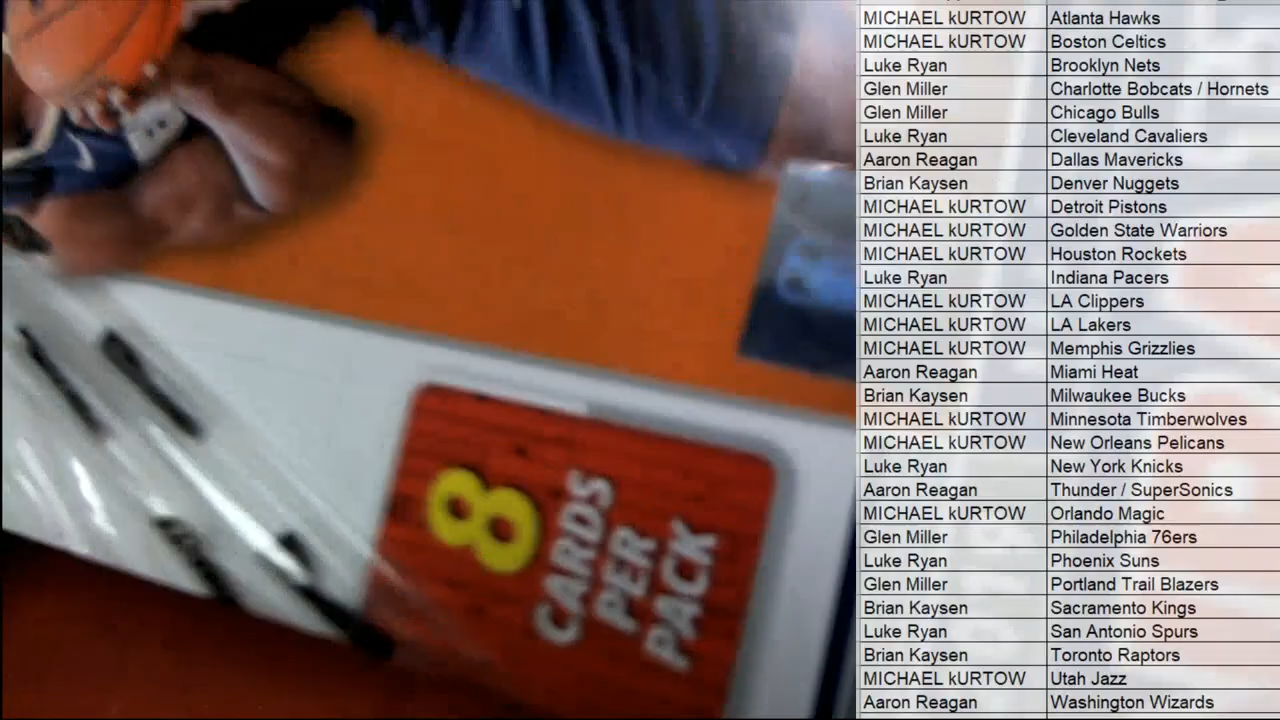 8
CARDS
PER
PACK
MICHAEL kURTOW Atlanta Hawks
MICHAEL kURTOW Boston Celtics
Luke Ryan Brooklyn Nets
Glen Miller Charlotte Bobcats / Hornets
Glen Miller Chicago Bulls
Luke Ryan Cleveland Cavaliers
Aaron Reagan Dallas Mavericks
Brian Kaysen Denver Nuggets
MICHAEL kURTOW Detroit Pistons
MICHAEL kURTOW Golden State Warriors
MICHAEL kURTOW Houston Rockets
Luke Ryan Indiana Pacers
MICHAEL kURTOW LA Clippers
MICHAEL kURTOW LA Lakers
MICHAEL kURTOW Memphis Grizzlies
Aaron Reagan Miami Heat
Brian Kaysen Milwaukee Bucks
MICHAEL kURTOW Minnesota Timberwolves
MICHAEL kURTOW New Orleans Pelicans
Luke Ryan New York Knicks
Aaron Reagan Thunder / SuperSonics
MICHAEL kURTOW Orlando Magic
Glen Miller Philadelphia 76ers
Luke Ryan Phoenix Suns
Glen Miller Portland Trail Blazers
Brian Kaysen Sacramento Kings
Luke Ryan San Antonio Spurs
Brian Kaysen Toronto Raptors
MICHAEL kURTOW Utah Jazz
Aaron Reagan Washington Wizards